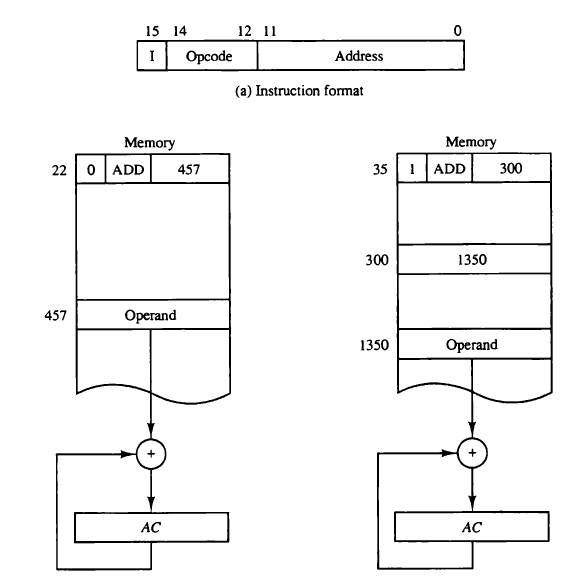 15 14 12 11 0
I Opcode Address
(a) Instruction format
Memory
22 0 ADD 457
457 Operand
+
AC
Memory
35 1 ADD 300
300 1350
1350 Operand
+
AC